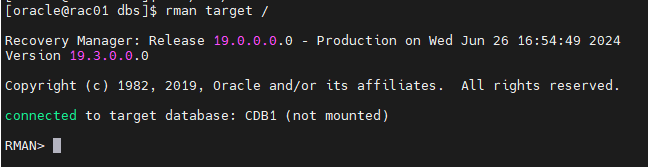 [oracle@rac01 dbs]$ rman target /
Recovery Manager: Release 19.0.0.0.0 - Production on Wed Jun 26 16:54:49 2024
Version 19.3.0.0.0
Copyright (c) 1982, 2019, Oracle and/or its affiliates.  All rights reserved.
connected to target database: CDB1 (not mounted)
RMAN>